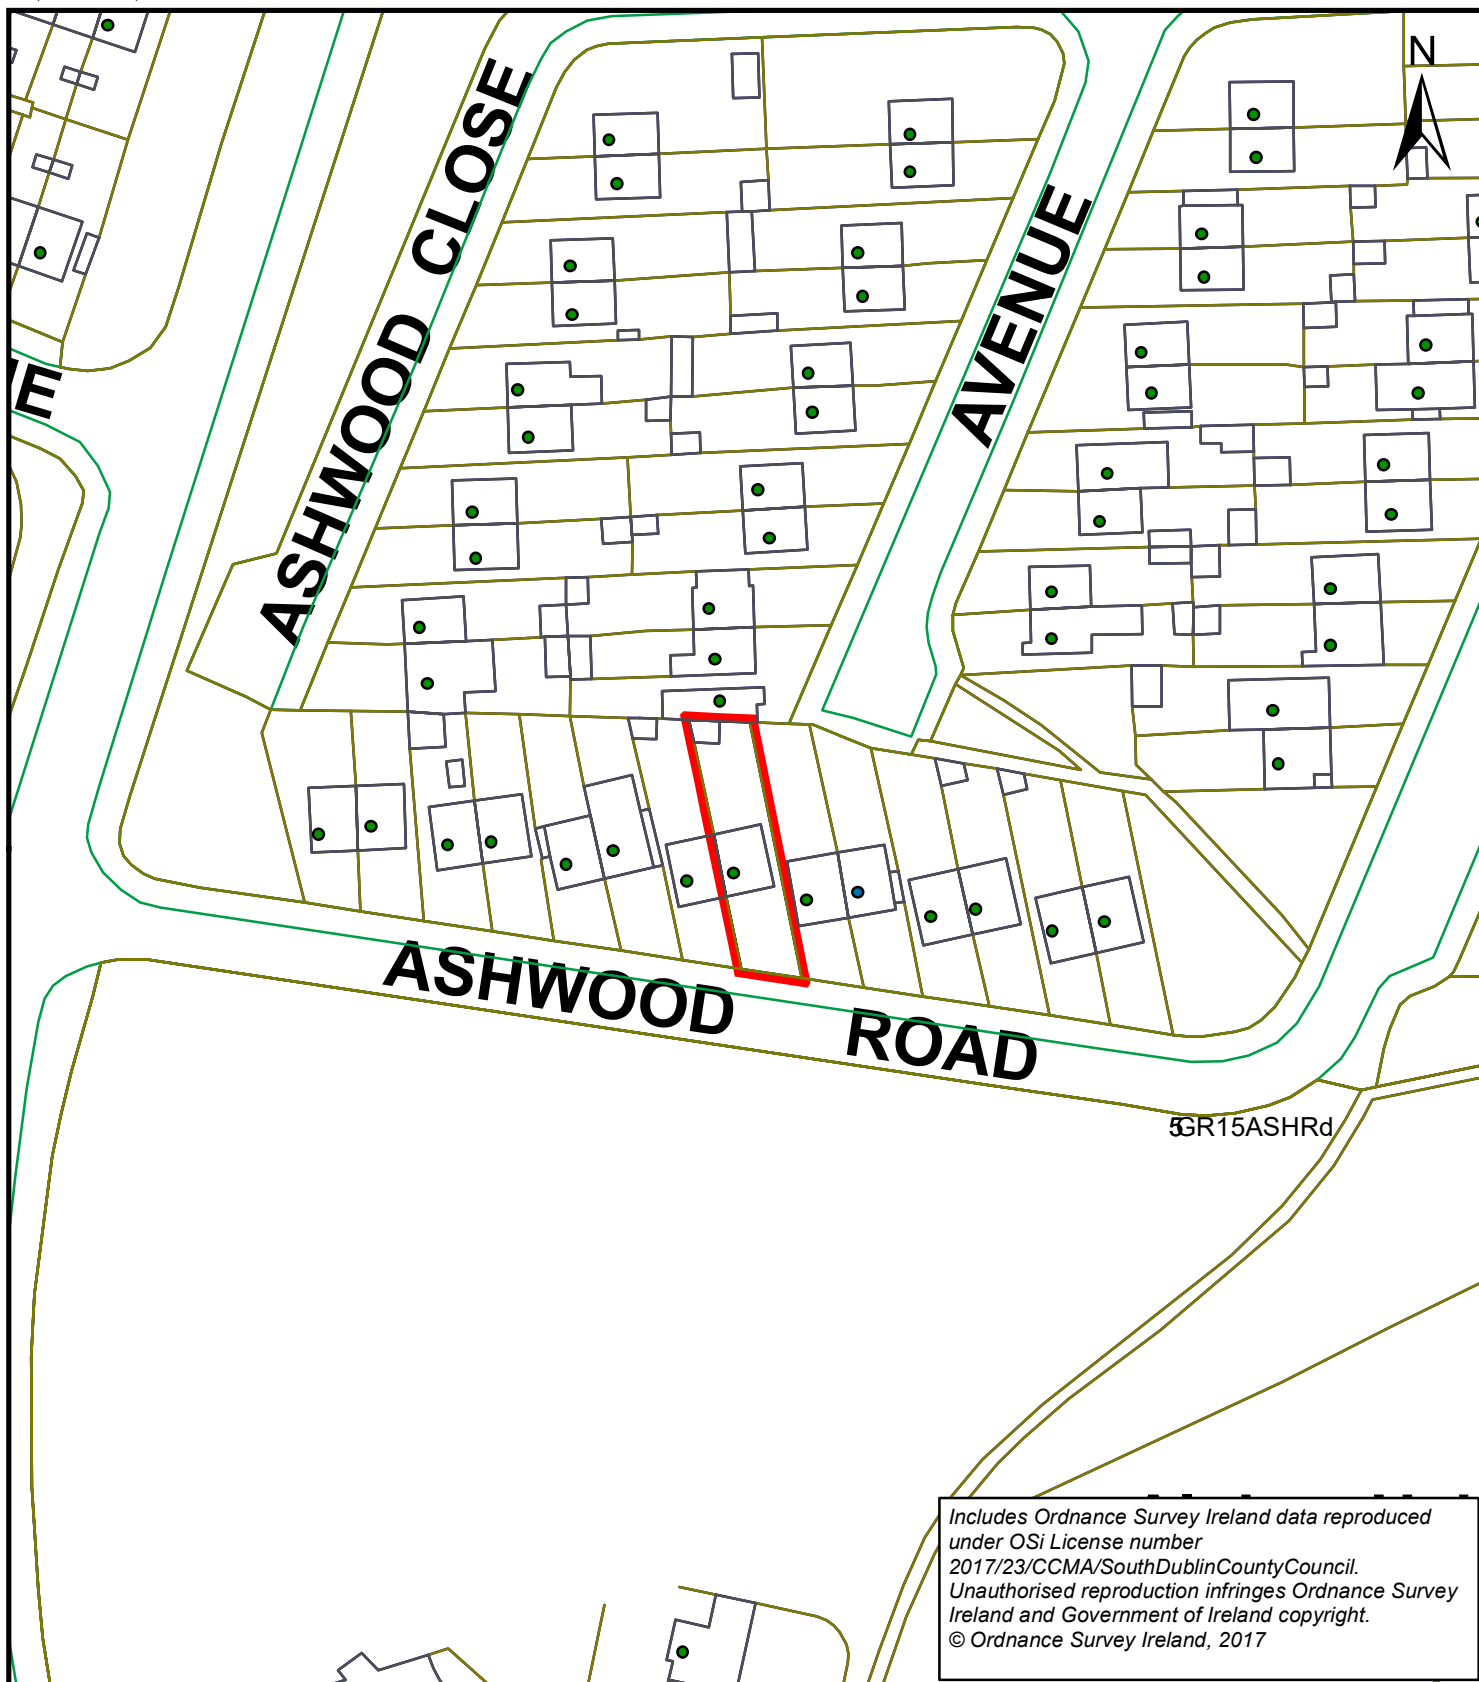 N
ASHWOOD CLOSE
AVENUE
ASHWOOD ROAD
5GR15ASHRd
Includes Ordnance Survey Ireland data reproduced
under OSi License number
2017/23/CCMA/SouthDublinCountyCouncil.
Unauthorised reproduction infringes Ordnance Survey
Ireland and Government of Ireland copyright.
© Ordnance Survey Ireland, 2017